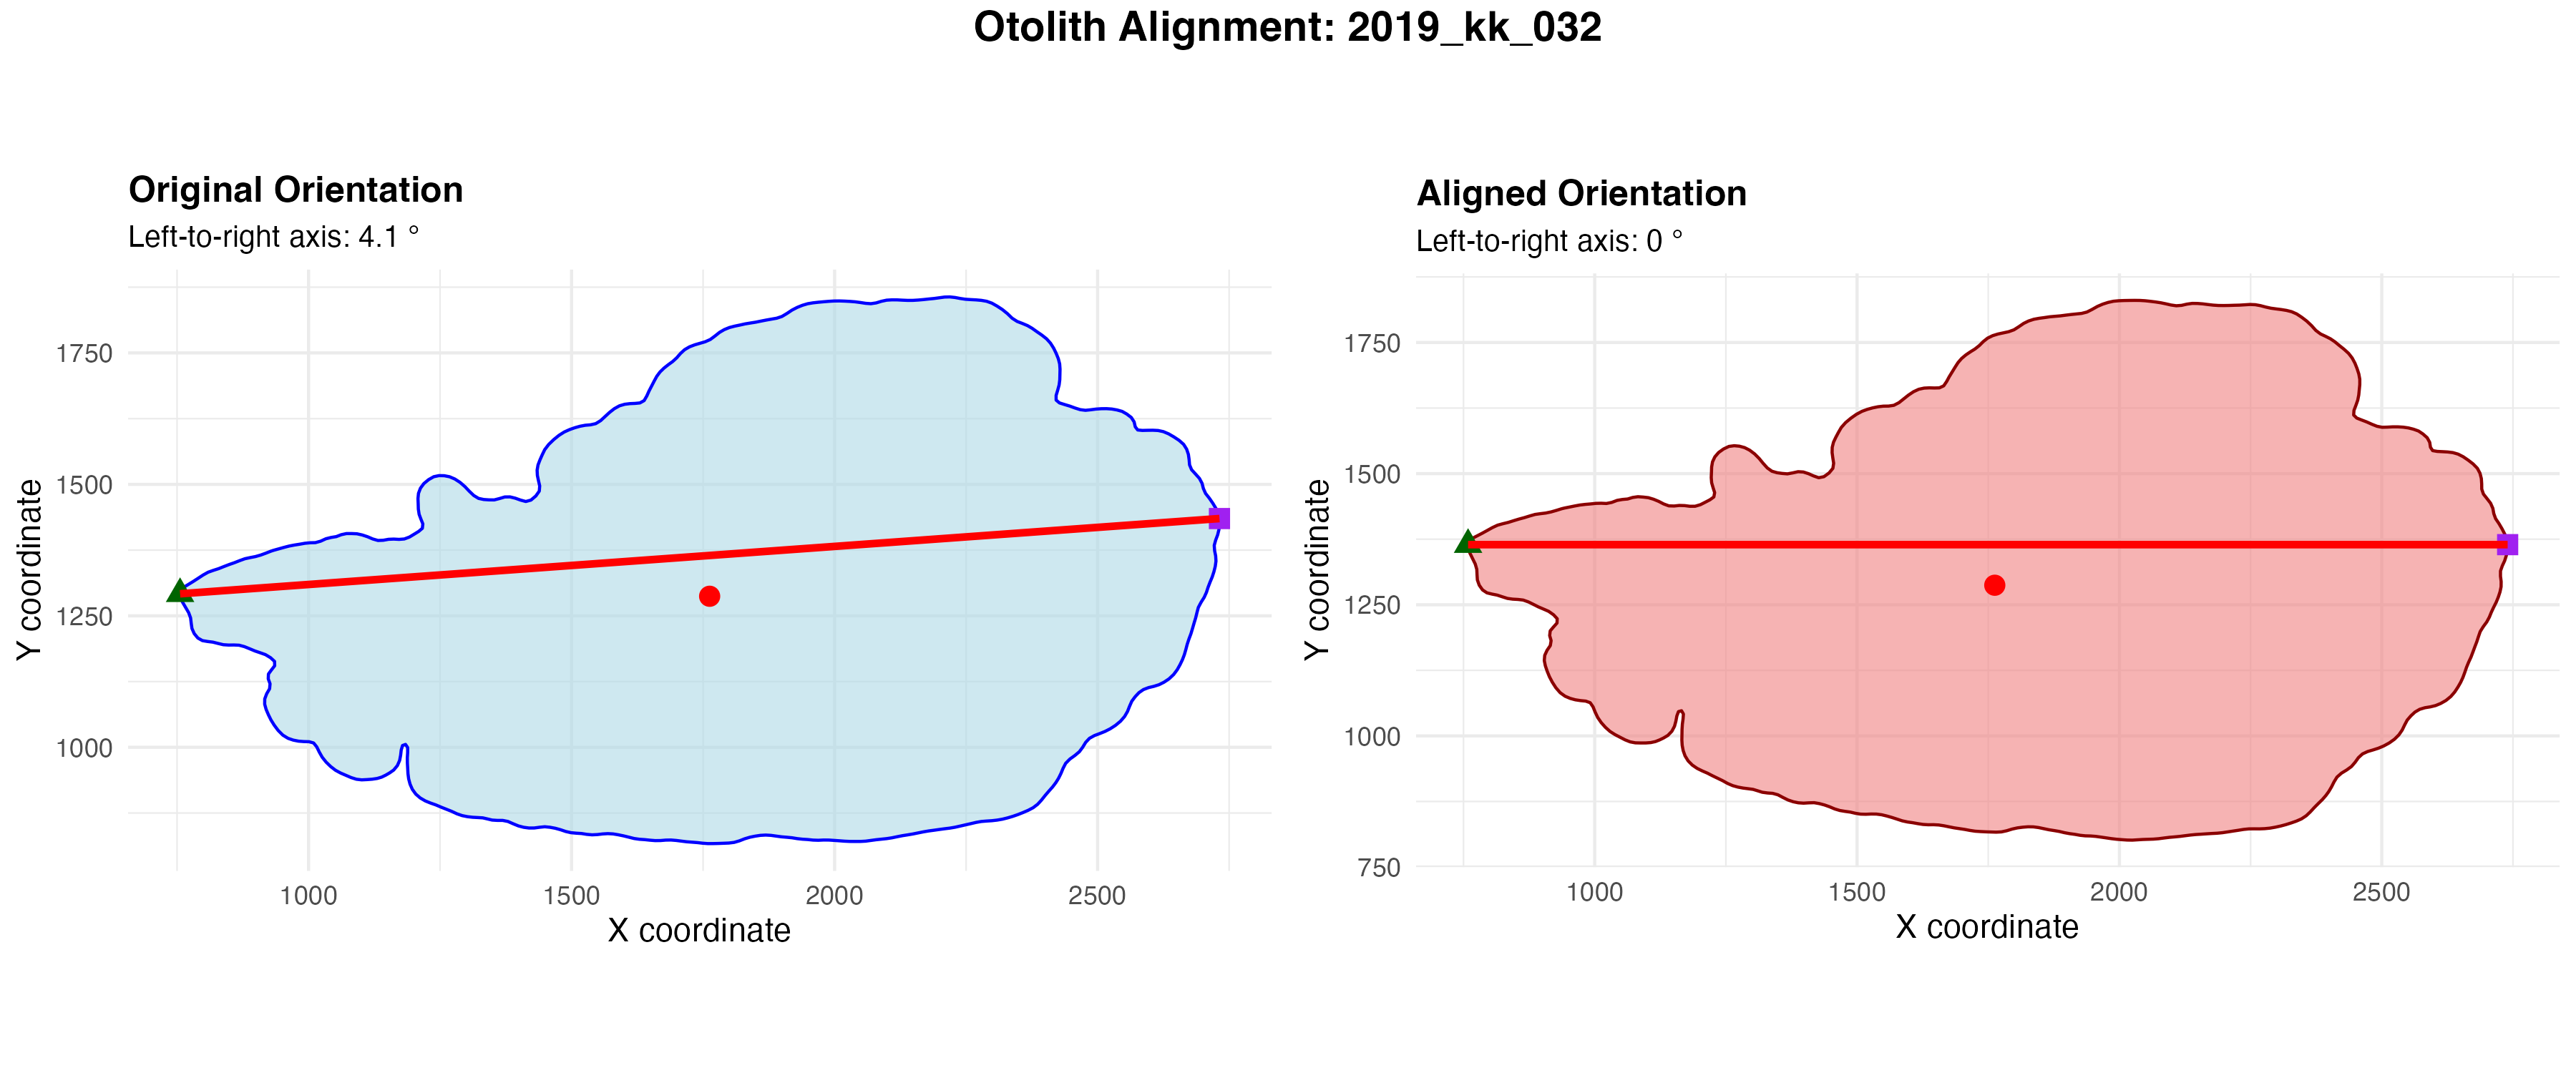 Otolith Alignment: 2019_kk_032
Original Orientation
Left-to-right axis: 4.1 °
1750
1500
1250
1000
Y coordinate
1000 1500 2000 2500
X coordinate
Aligned Orientation
Left-to-right axis: 0 °
1750
1500
1250
1000
750
Y coordinate
1000 1500 2000 2500
X coordinate